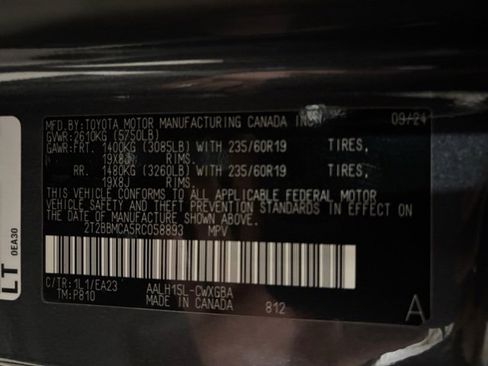 MFD.BY:TOYOTA MOTOR MANUFACTURING CANADA INC. 09/24
GVWR:2610KG (5750LB)
GAWR:FRT. 1400KG (3085LB) WITH 235/60R19 TIRES,
19X8J RIMS.
RR. 1480KG (3260LB) WITH 235/60R19 TIRES,
19X8J RIMS.
THIS VEHICLE CONFORMS TO ALL APPLICABLE FEDERAL MOTOR
VEHICLE SAFETY AND THEFT PREVENTION STANDARDS IN EFFECT
ON THE DATE OF MANUFACTURE SHOWN ABOVE.
2T2BBMCA5RC058893 MPV
C/TR:1L1/EA23 AALH1SL-CWXGBA
TM:P810 MADE IN CANADA 812
A
LT
0EA30